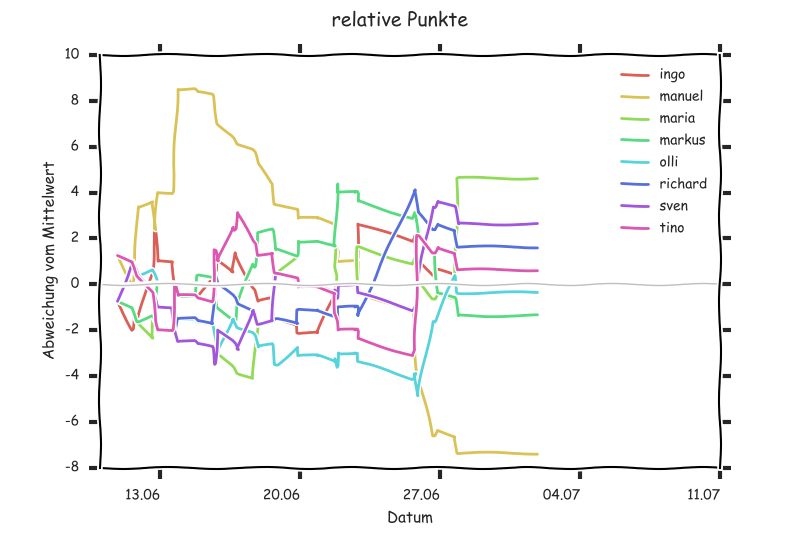 relative Punkte
Abweichung vom Mittelwert
10
8
6
4
2
0
-2
-4
-6
-8
ingo
manuel
maria
markus
olli
richard
sven
tino
13.06
20.06
27.06
04.07
11.07
Datum